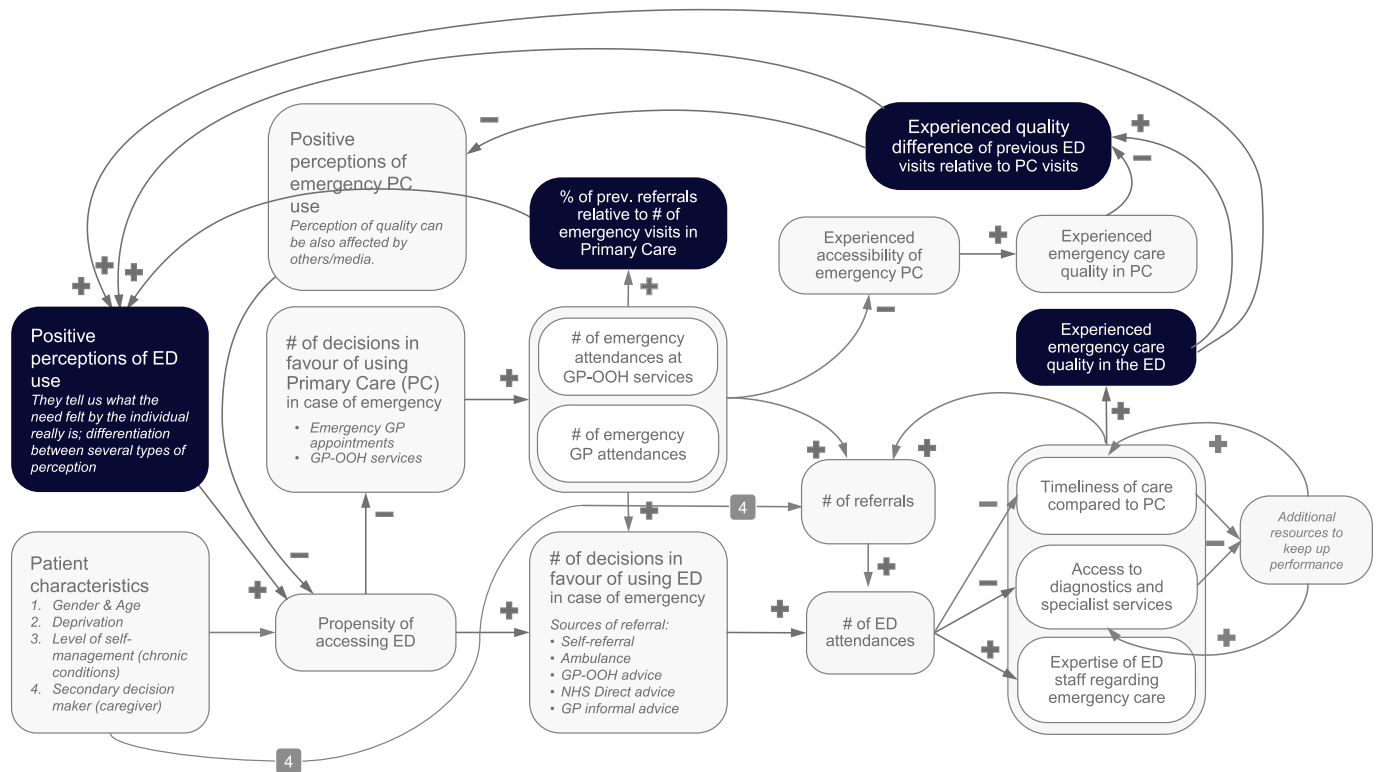 Positive
perceptions of
emergency PC
use
Perception of quality can
be also affected by
others/media.
−
Experienced quality
difference of previous ED
visits relative to PC visits
+
−
% of prev. referrals
relative to # of
emergency visits in
Primary Care
Experienced
accessibility of
emergency PC
+
Experienced
emergency care
quality in PC
+
+
+
Positive
perceptions of ED
use
They tell us what the
need felt by the individual
really is; differentiation
between several types of
perception
# of decisions in
favour of using
Primary Care (PC)
in case of emergency
• Emergency GP
appointments
• GP-OOH services
+
+
# of emergency
attendances at
GP-OOH services
# of emergency
GP attendances
−
Experienced
emergency care
quality in the ED
+
+
+
+
# of referrals
4
+
−
−
Timeliness of care
compared to PC
−
Additional
resources to
keep up
performance
Patient
characteristics
1. Gender & Age
2. Deprivation
3. Level of self-
management (chronic
conditions)
4. Secondary decision
maker (caregiver)
+
−
Propensity of
accessing ED
+
# of decisions in
favour of using ED
in case of emergency
Sources of referral:
• Self-referral
• Ambulance
• GP-OOH advice
• NHS Direct advice
• GP informal advice
+
+
# of ED
attendances
−
+
Access to
diagnostics and
specialist services
+
Expertise of ED
staff regarding
emergency care
4